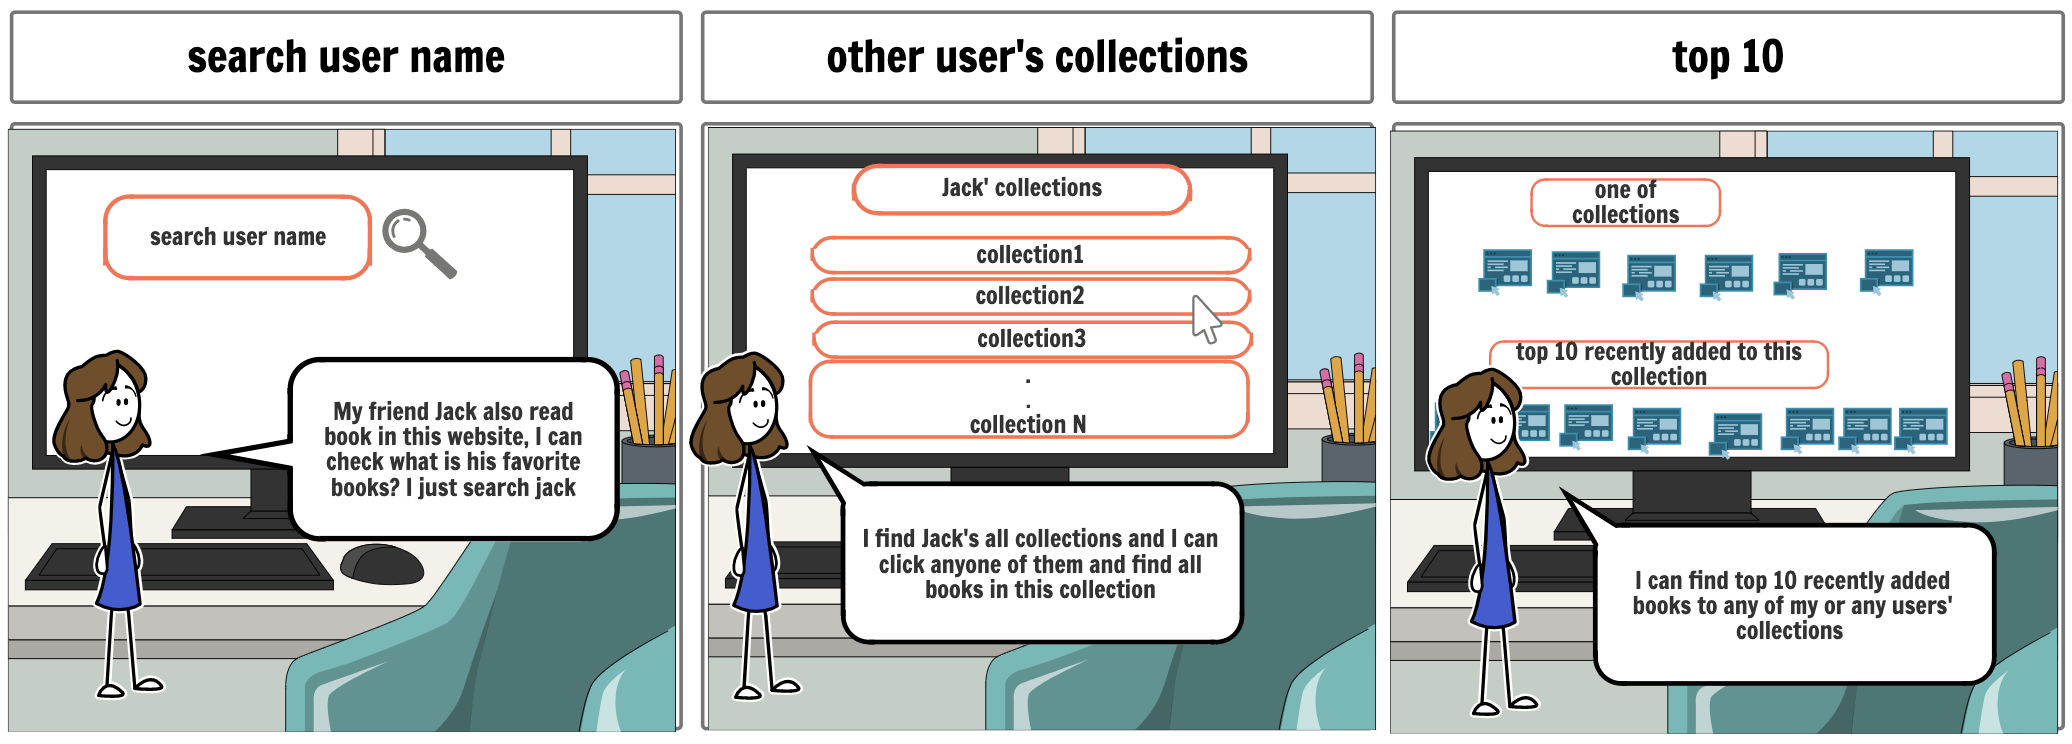 search user name
other user's collections
top 10
search user name
My friend Jack also read
book in this website, I can
check what is his favorite
books? I just search jack
Jack' collections
collection1
collection2
collection3
.
.
collection N
I find Jack's all collections and I can
click anyone of them and find all
books in this collection
one of
collections
top 10 recently added to this
collection
I can find top 10 recently added
books to any of my or any users'
collections